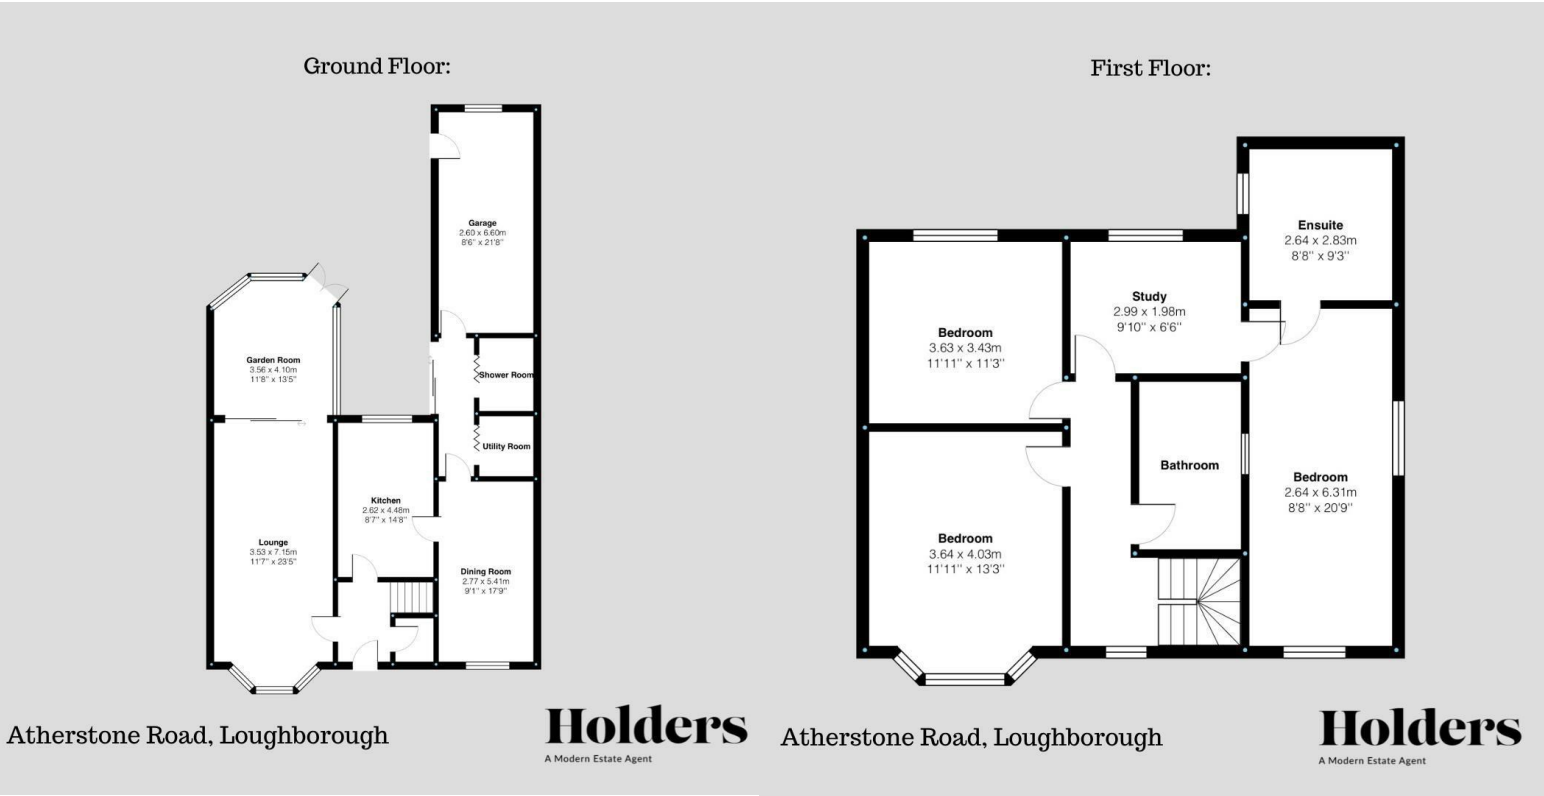 Ground Floor:
Garage
2.60 x 6.60m
8'6" x 21'8"
Garden Room
3.56 x 4.10m
11'8" x 13'5"
Shower Room
Utility Room
Kitchen
2.62 x 4.48m
8'7" x 14'8"
Lounge
3.53 x 7.15m
11'7" x 23'5"
Dining Room
2.77 x 5.41m
9'1" x 17'9"
Atherstone Road, Loughborough
Holders
A Modern Estate Agent
First Floor:
Ensuite
2.64 x 2.83m
8'8" x 9'3"
Study
2.99 x 1.98m
9'10" x 6'6"
Bedroom
3.63 x 3.43m
11'11" x 11'3"
Bathroom
Bedroom
2.64 x 6.31m
8'8" x 20'9"
Bedroom
3.64 x 4.03m
11'11" x 13'3"
Atherstone Road, Loughborough
Holders
A Modern Estate Agent